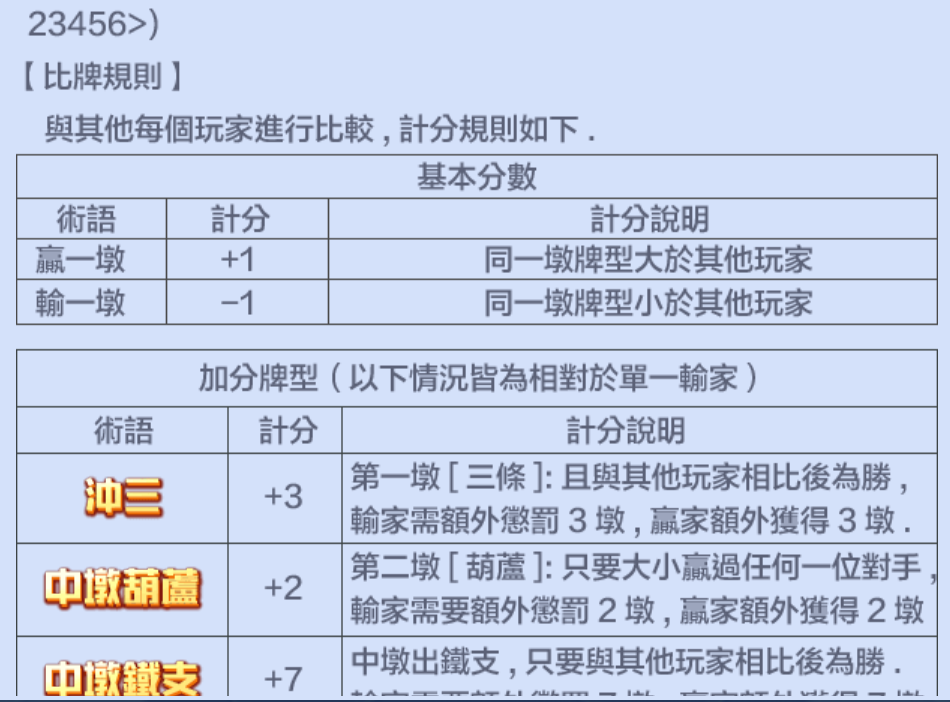 23456>)
【比牌規則】
與其他每個玩家進行比較 , 計分規則如下 .
基本分數
術語 計分 計分說明
贏一墩 +1 同一墩牌型大於其他玩家
輸一墩 −1 同一墩牌型小於其他玩家
加分牌型 ( 以下情況皆為相對於單一輸家 )
術語 計分 計分說明
沖三 +3 第一墩 [ 三條 ]: 且與其他玩家相比後為勝 ,
輸家需額外懲罰 3 墩 , 贏家額外獲得 3 墩 .
中墩葫蘆 +2 第二墩 [ 葫蘆 ]: 只要大小贏過任何一位對手 ,
輸家需要額外懲罰 2 墩 , 贏家額外獲得 2 墩
中墩鐵支 +7 中墩出鐵支 , 只要與其他玩家相比後為勝 .